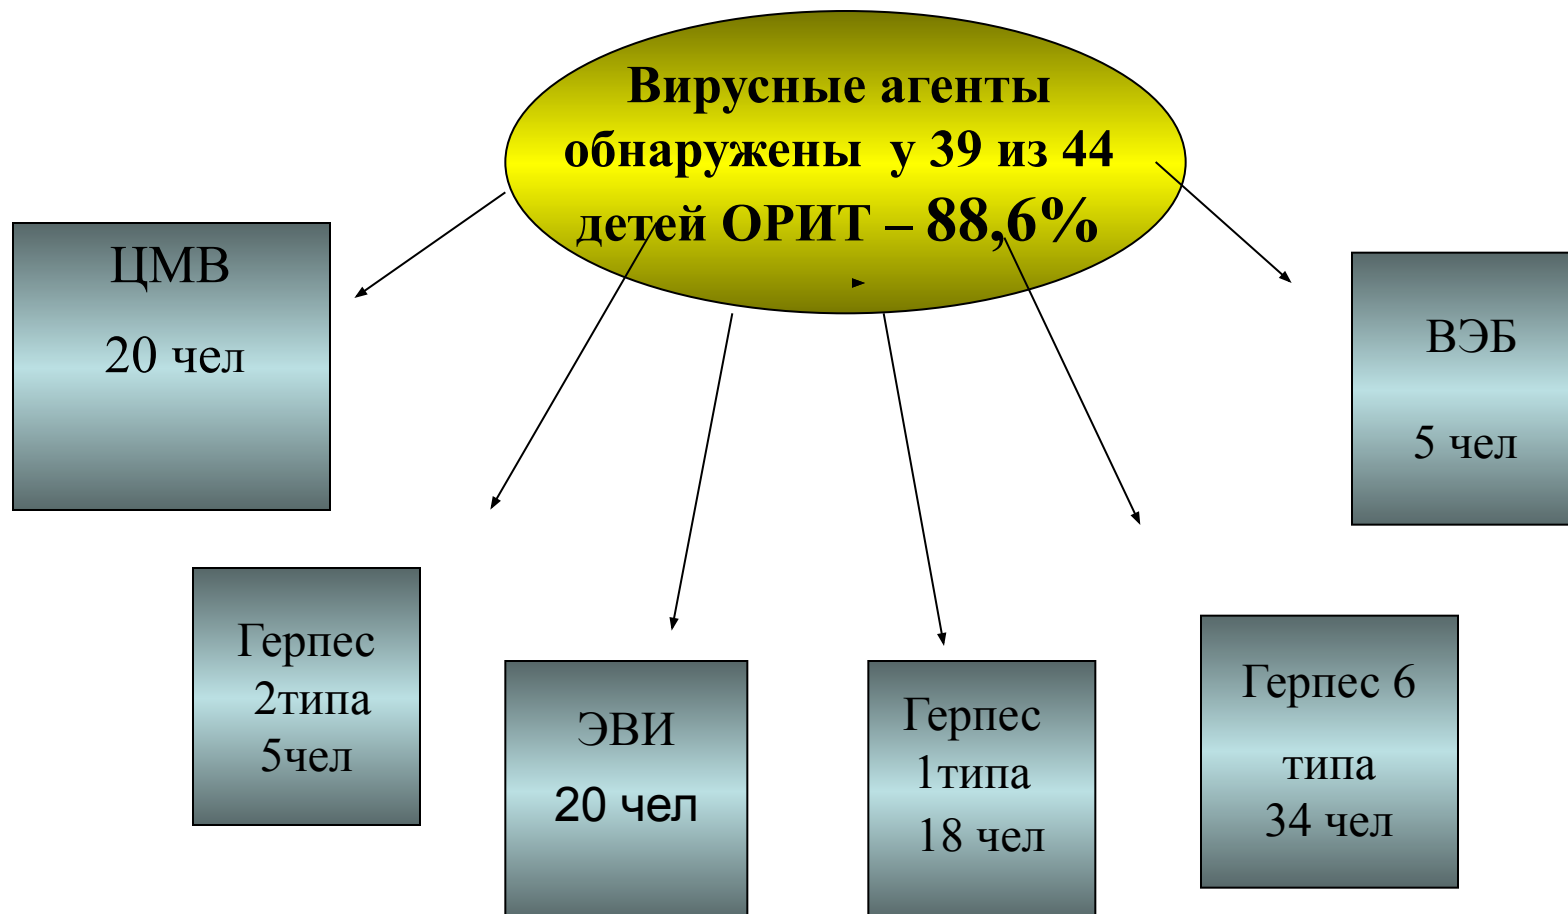 Вирусные агенты
обнаружены у 39 из 44
детей ОРИТ – 88,6%
ЦМВ
20 чел
Герпес
2типа
5чел
ЭВИ
20 чел
Герпес
1типа
18 чел
Герпес 6
типа
34 чел
ВЭБ
5 чел